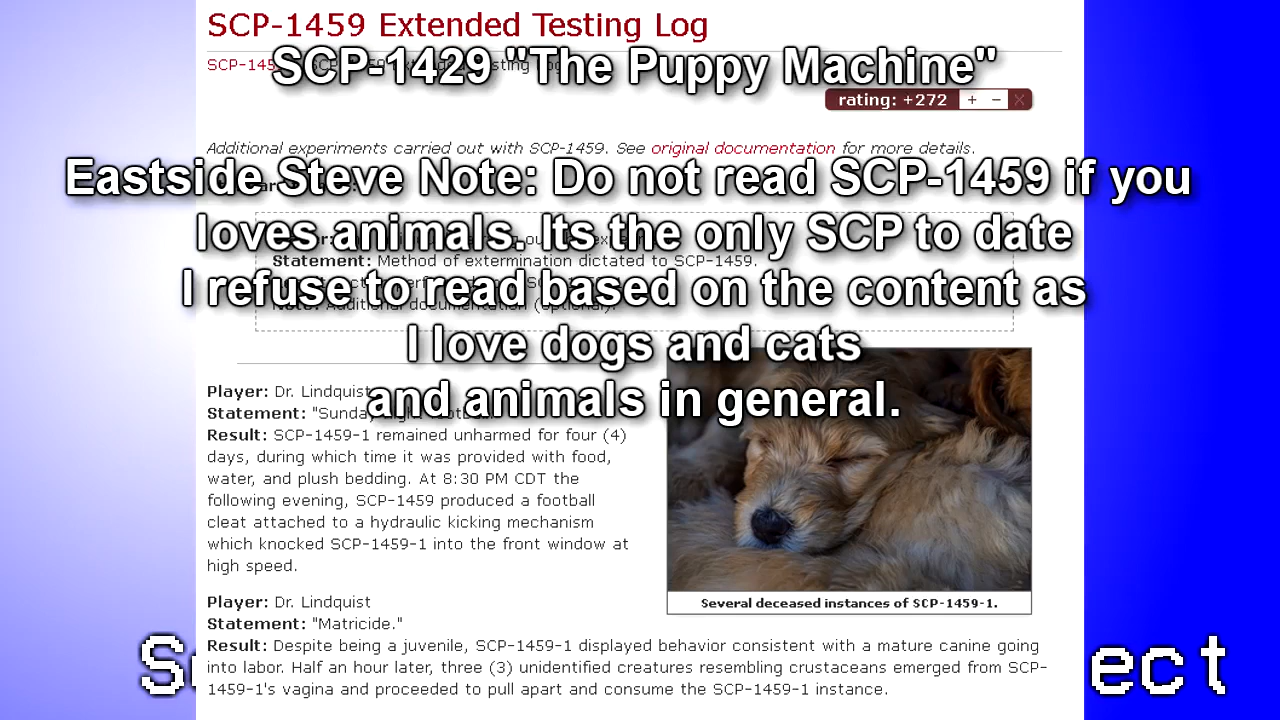 SCP-1459 Extended Testing Log
SCP-1429 "The Puppy Machine"
rating: +272 + − X
Additional experiments carried out with SCP-1459. See original documentation for more details.
Eastside Steve Note: Do not read SCP-1459 if you
loves animals. Its the only SCP to date
Statement: Method of extermination dictated to SCP-1459.
I refuse to read based on the content as
Note: Additional documentation (optional).
I love dogs and cats
and animals in general.
Player: Dr. Lindquist
Statement: "Sunday
Result: SCP-1459-1 remained unharmed for four (4)
days, during which time it was provided with food,
water, and plush bedding. At 8:30 PM CDT the
following evening, SCP-1459 produced a football
cleat attached to a hydraulic kicking mechanism
which knocked SCP-1459-1 into the front window at
high speed.
Several deceased instances of SCP-1459-1.
Player: Dr. Lindquist
Statement: "Matricide."
Result: Despite being a juvenile, SCP-1459-1 displayed behavior consistent with a mature canine going
into labor. Half an hour later, three (3) unidentified creatures resembling crustaceans emerged from SCP-
1459-1's vagina and proceeded to pull apart and consume the SCP-1459-1 instance.